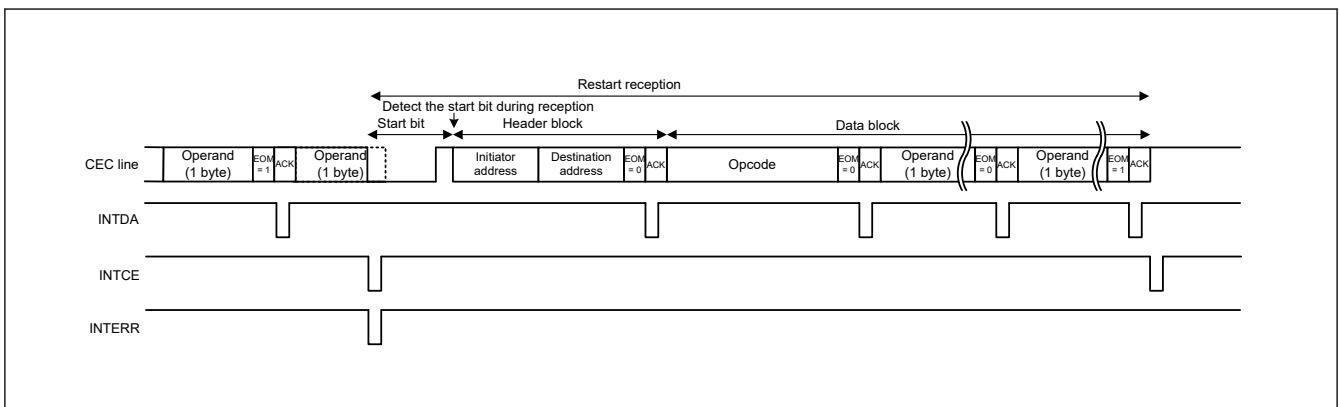 Restart reception
Detect the start bit during reception
Start bit
Header block
Data block
CEC line
Operand
(1 byte)
EOM
= 1
ACK
Operand
(1 byte)
Initiator
address
Destination
address
EOM
= 0
ACK
Opcode
EOM
= 0
ACK
Operand
(1 byte)
EOM
= 0
ACK
Operand
(1 byte)
EOM
= 1
ACK
INTDA
INTCE
INTERR